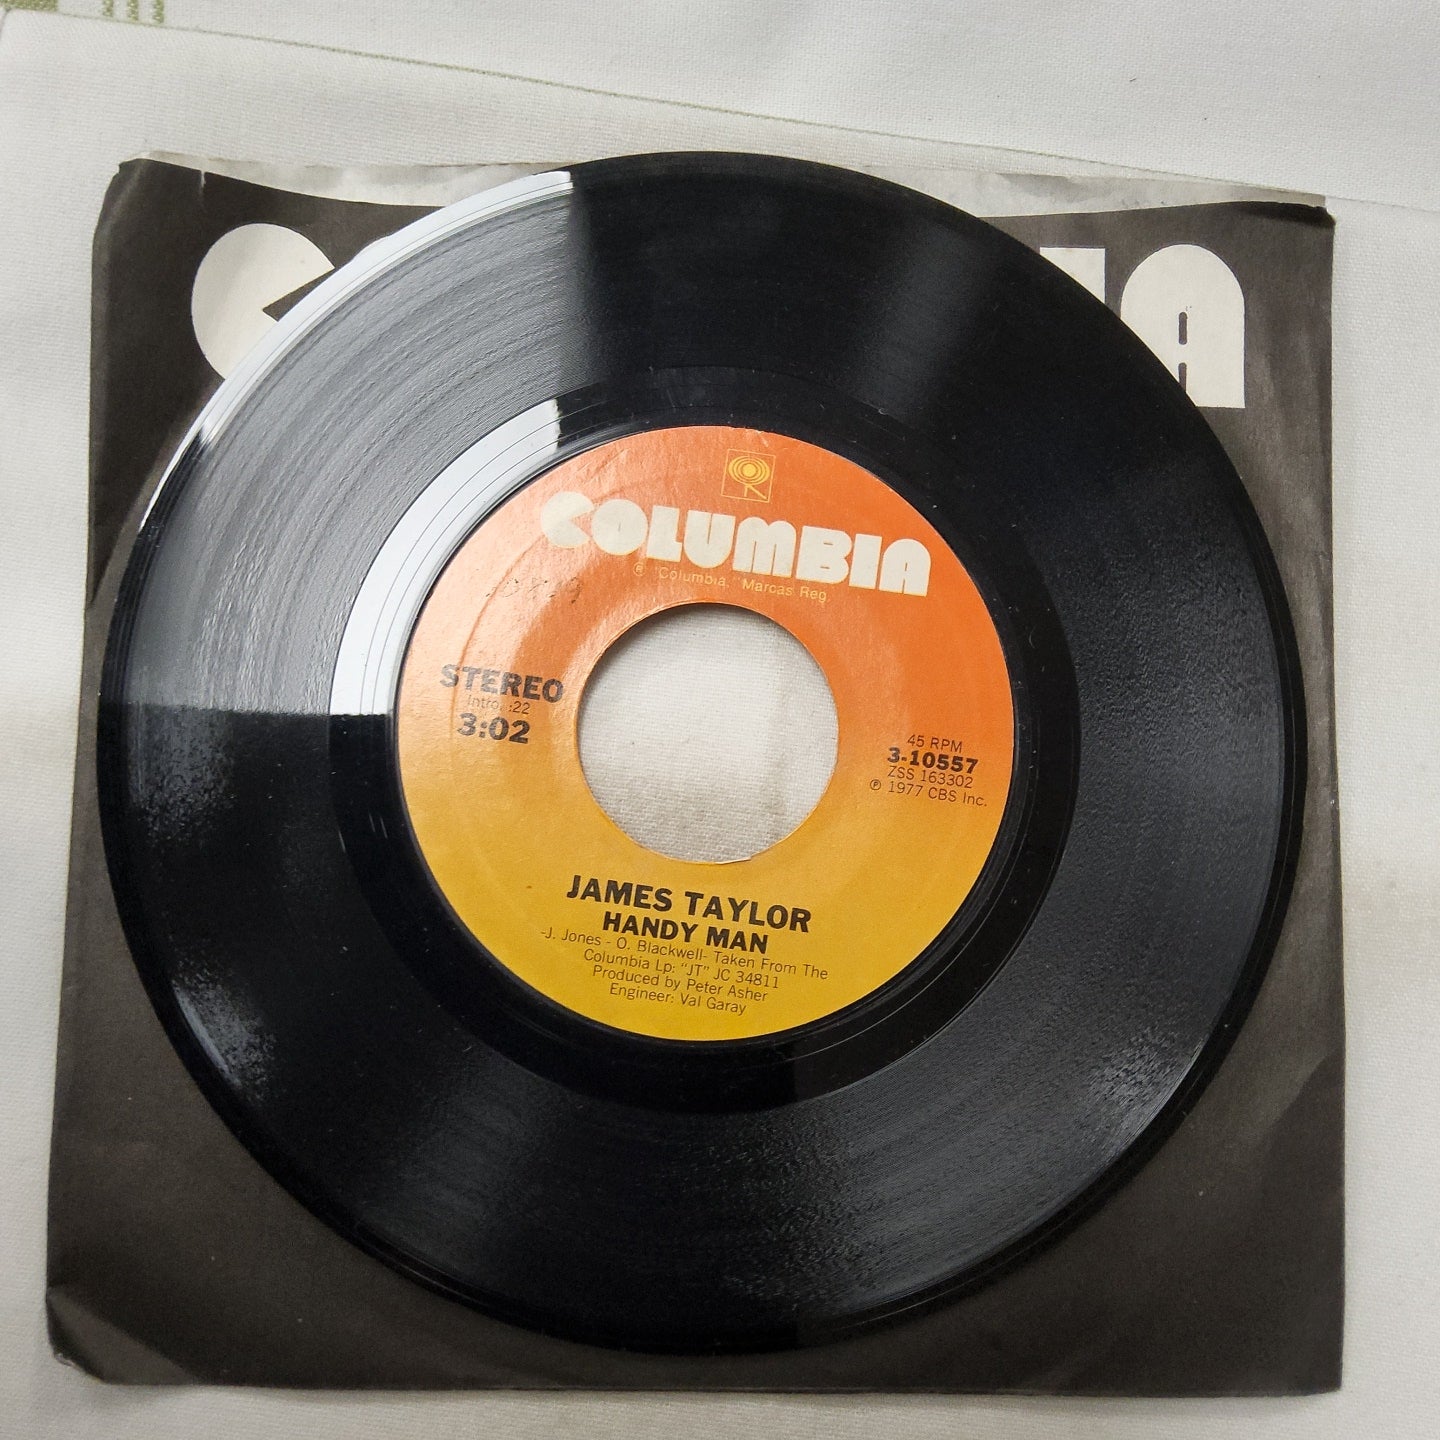 COLUMBIA
® "Columbia," Marcas Reg.
STEREO
Intro. :22
3:02
45 RPM
3-10557
ZSS 163302
℗ 1977 CBS Inc.
JAMES TAYLOR
HANDY MAN
-J. Jones - O. Blackwell- Taken From The
Columbia Lp: "JT" JC 34811
Produced by Peter Asher
Engineer: Val Garay